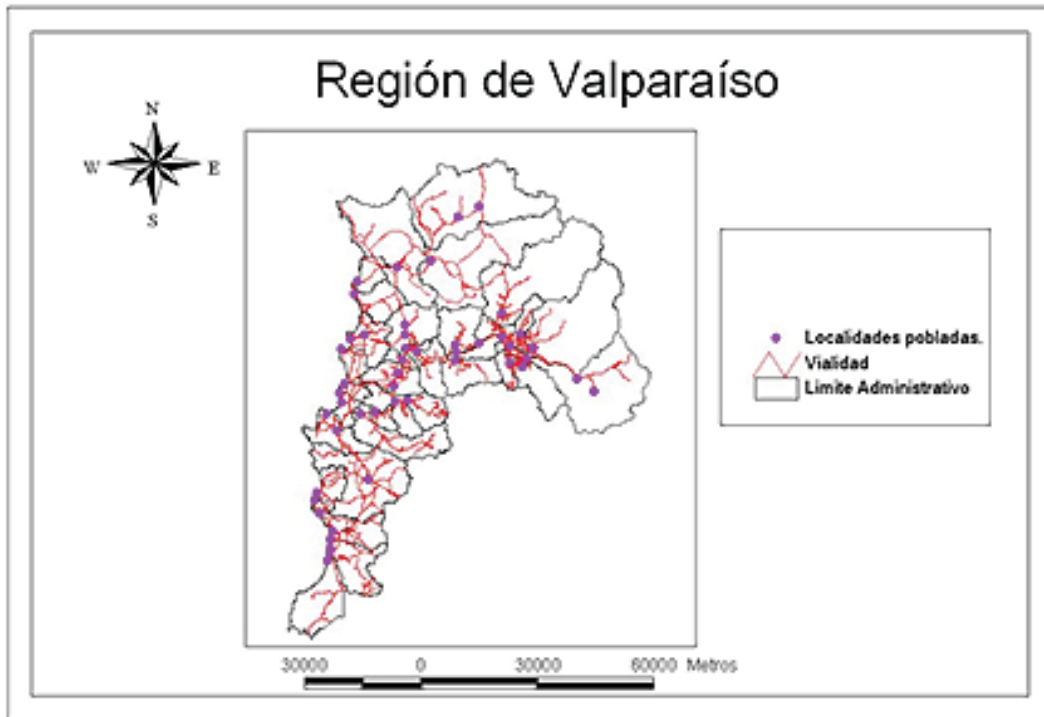 Región de Valparaíso
N
W E
S
Localidades pobladas.
Vialidad
Limite Administrativo
30000 0 30000 60000 Metros